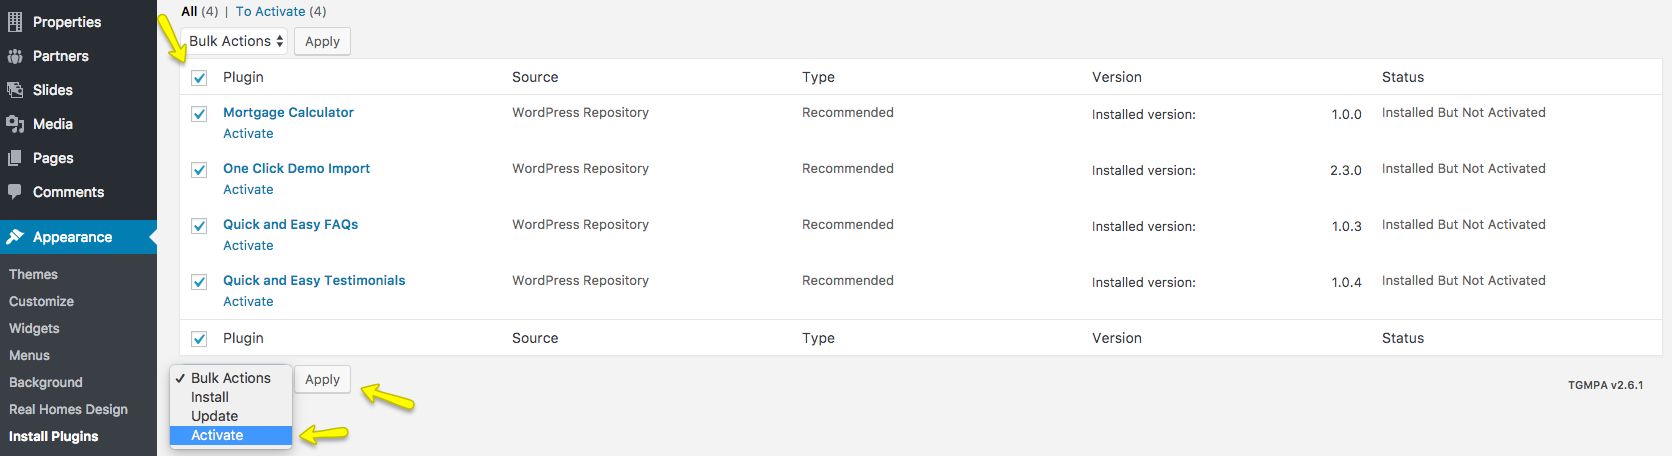 Properties
Partners
Slides
Media
Pages
Comments
Appearance
Themes
Customize
Widgets
Menus
Background
Real Homes Design
Install Plugins
All (4) | To Activate (4)
Bulk Actions Apply
Plugin Source Type Version Status
Mortgage Calculator WordPress Repository Recommended Installed version: 1.0.0 Installed But Not Activated
Activate
One Click Demo Import WordPress Repository Recommended Installed version: 2.3.0 Installed But Not Activated
Activate
Quick and Easy FAQs WordPress Repository Recommended Installed version: 1.0.3 Installed But Not Activated
Activate
Quick and Easy Testimonials WordPress Repository Recommended Installed version: 1.0.4 Installed But Not Activated
Activate
Plugin Source Type Version Status
Bulk Actions Apply
Install
Update
Activate
TGMPA v2.6.1